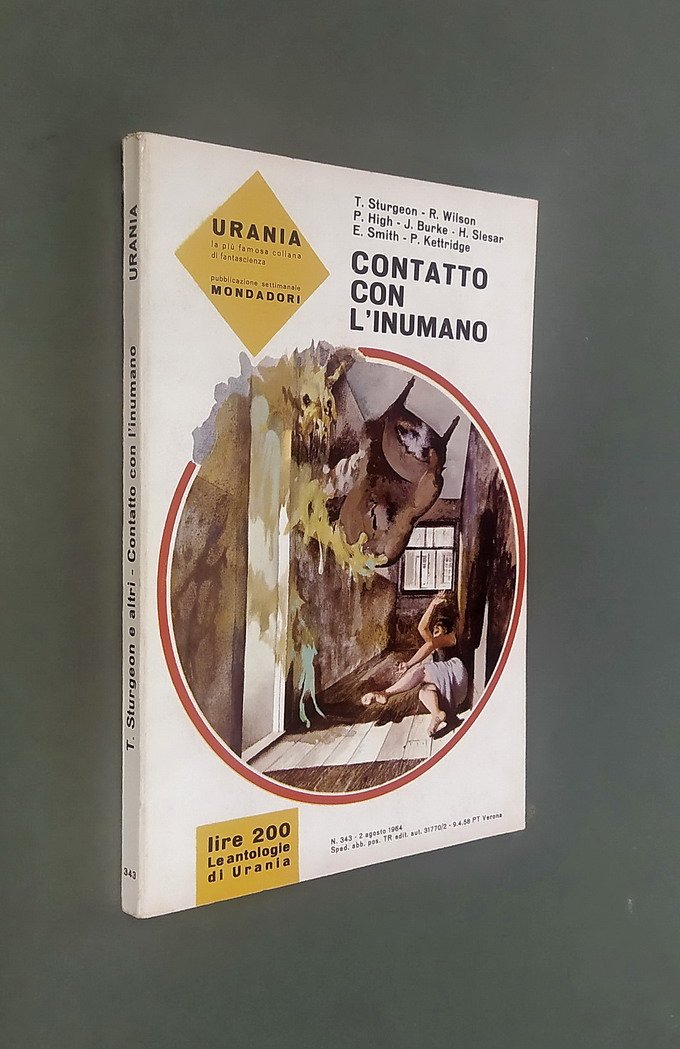 URANIA
la più famosa collana
di fantascienza
pubblicazione settimanale
MONDADORI
T. Sturgeon - R. Wilson
P. High - J. Burke - H. Slesar
E. Smith - P. Kettridge
CONTATTO
CON
L'INUMANO
lire 200
Le antologie
di Urania
N. 343 - 2 agosto 1964
Sped. abb. pos. TR edit. aut. 31770/2 - 9.4.58 PT Verona
343 T. Sturgeon e altri - Contatto con l'inumano URANIA